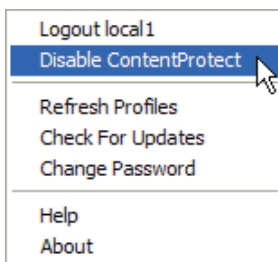 Logout local1
Disable ContentProtect
Refresh Profiles
Check For Updates
Change Password
Help
About